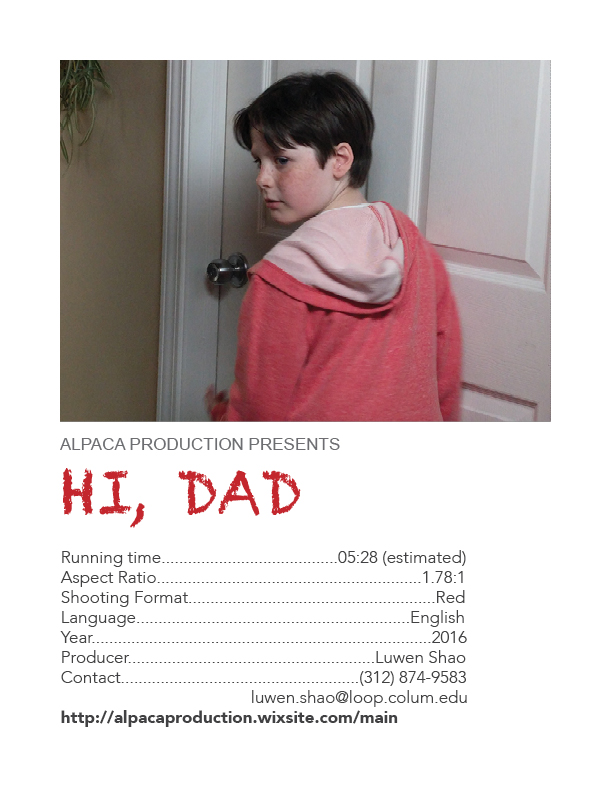 ALPACA PRODUCTION PRESENTS
HI, DAD
Running time........................................05:28 (estimated)
Aspect Ratio............................................................1.78:1
Shooting Format........................................................Red
Language..............................................................English
Year.............................................................................2016
Producer........................................................Luwen Shao
Contact......................................................(312) 874-9583
luwen.shao@loop.colum.edu
http://alpacaproduction.wixsite.com/main